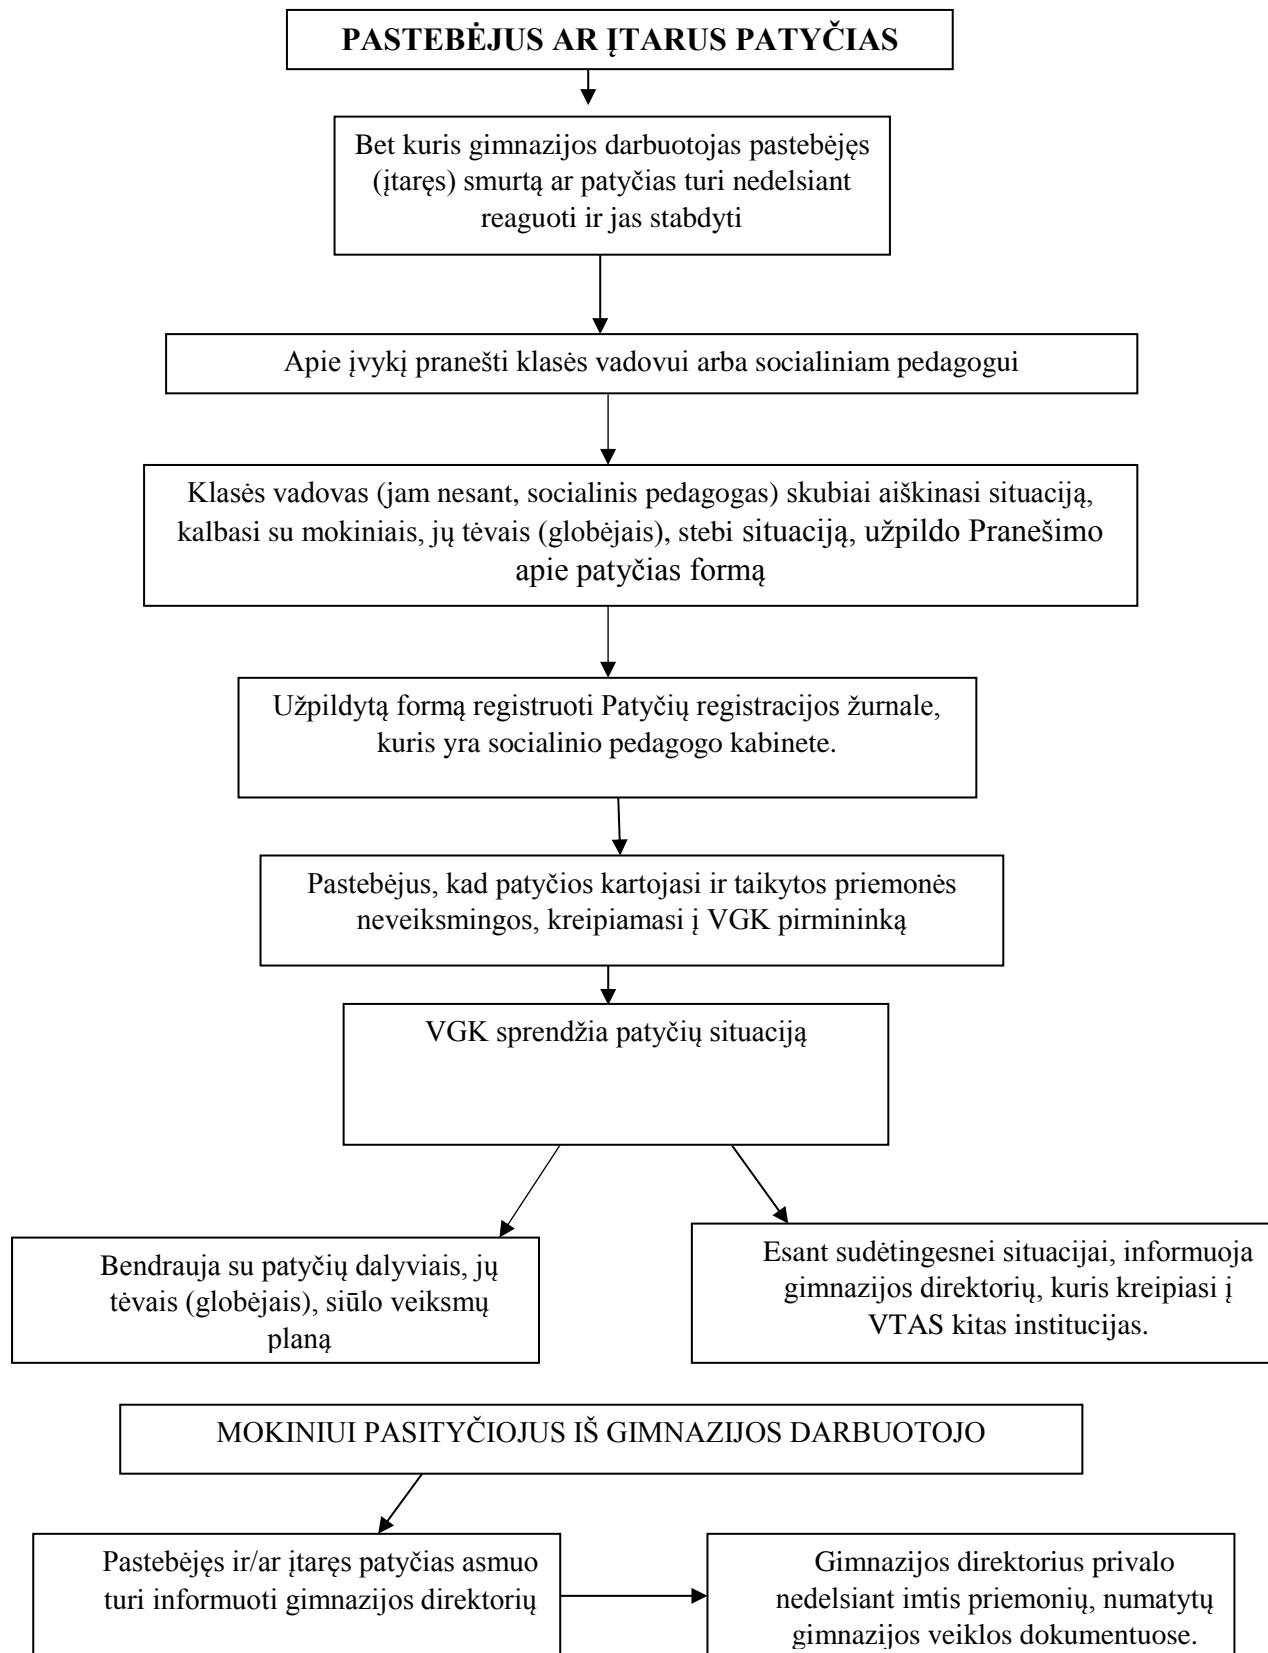 PASTEBĖJUS AR ĮTARUS PATYČIAS
Bet kuris gimnazijos darbuotojas pastebėjęs
(įtaręs) smurtą ar patyčias turi nedelsiant
reaguoti ir jas stabdyti
Apie įvykį pranešti klasės vadovui arba socialiniam pedagogui
Klasės vadovas (jam nesant, socialinis pedagogas) skubiai aiškinasi situaciją,
kalbasi su mokiniais, jų tėvais (globėjais), stebi situaciją, užpildo Pranešimo
apie patyčias formą
Užpildytą formą registruoti Patyčių registracijos žurnale,
kuris yra socialinio pedagogo kabinete.
Pastebėjus, kad patyčios kartojasi ir taikytos priemonės
neveiksmingos, kreipiamasi į VGK pirmininką
VGK sprendžia patyčių situaciją
Bendrauja su patyčių dalyviais, jų
tėvais (globėjais), siūlo veiksmų
planą
Esant sudėtingesnei situacijai, informuoja
gimnazijos direktorių, kuris kreipiasi į
VTAS kitas institucijas.
MOKINIUI PASITYČIOJUS IŠ GIMNAZIJOS DARBUOTOJO
Pastebėjęs ir/ar įtaręs patyčias asmuo
turi informuoti gimnazijos direktorių
Gimnazijos direktorius privalo
nedelsiant imtis priemonių, numatytų
gimnazijos veiklos dokumentuose.